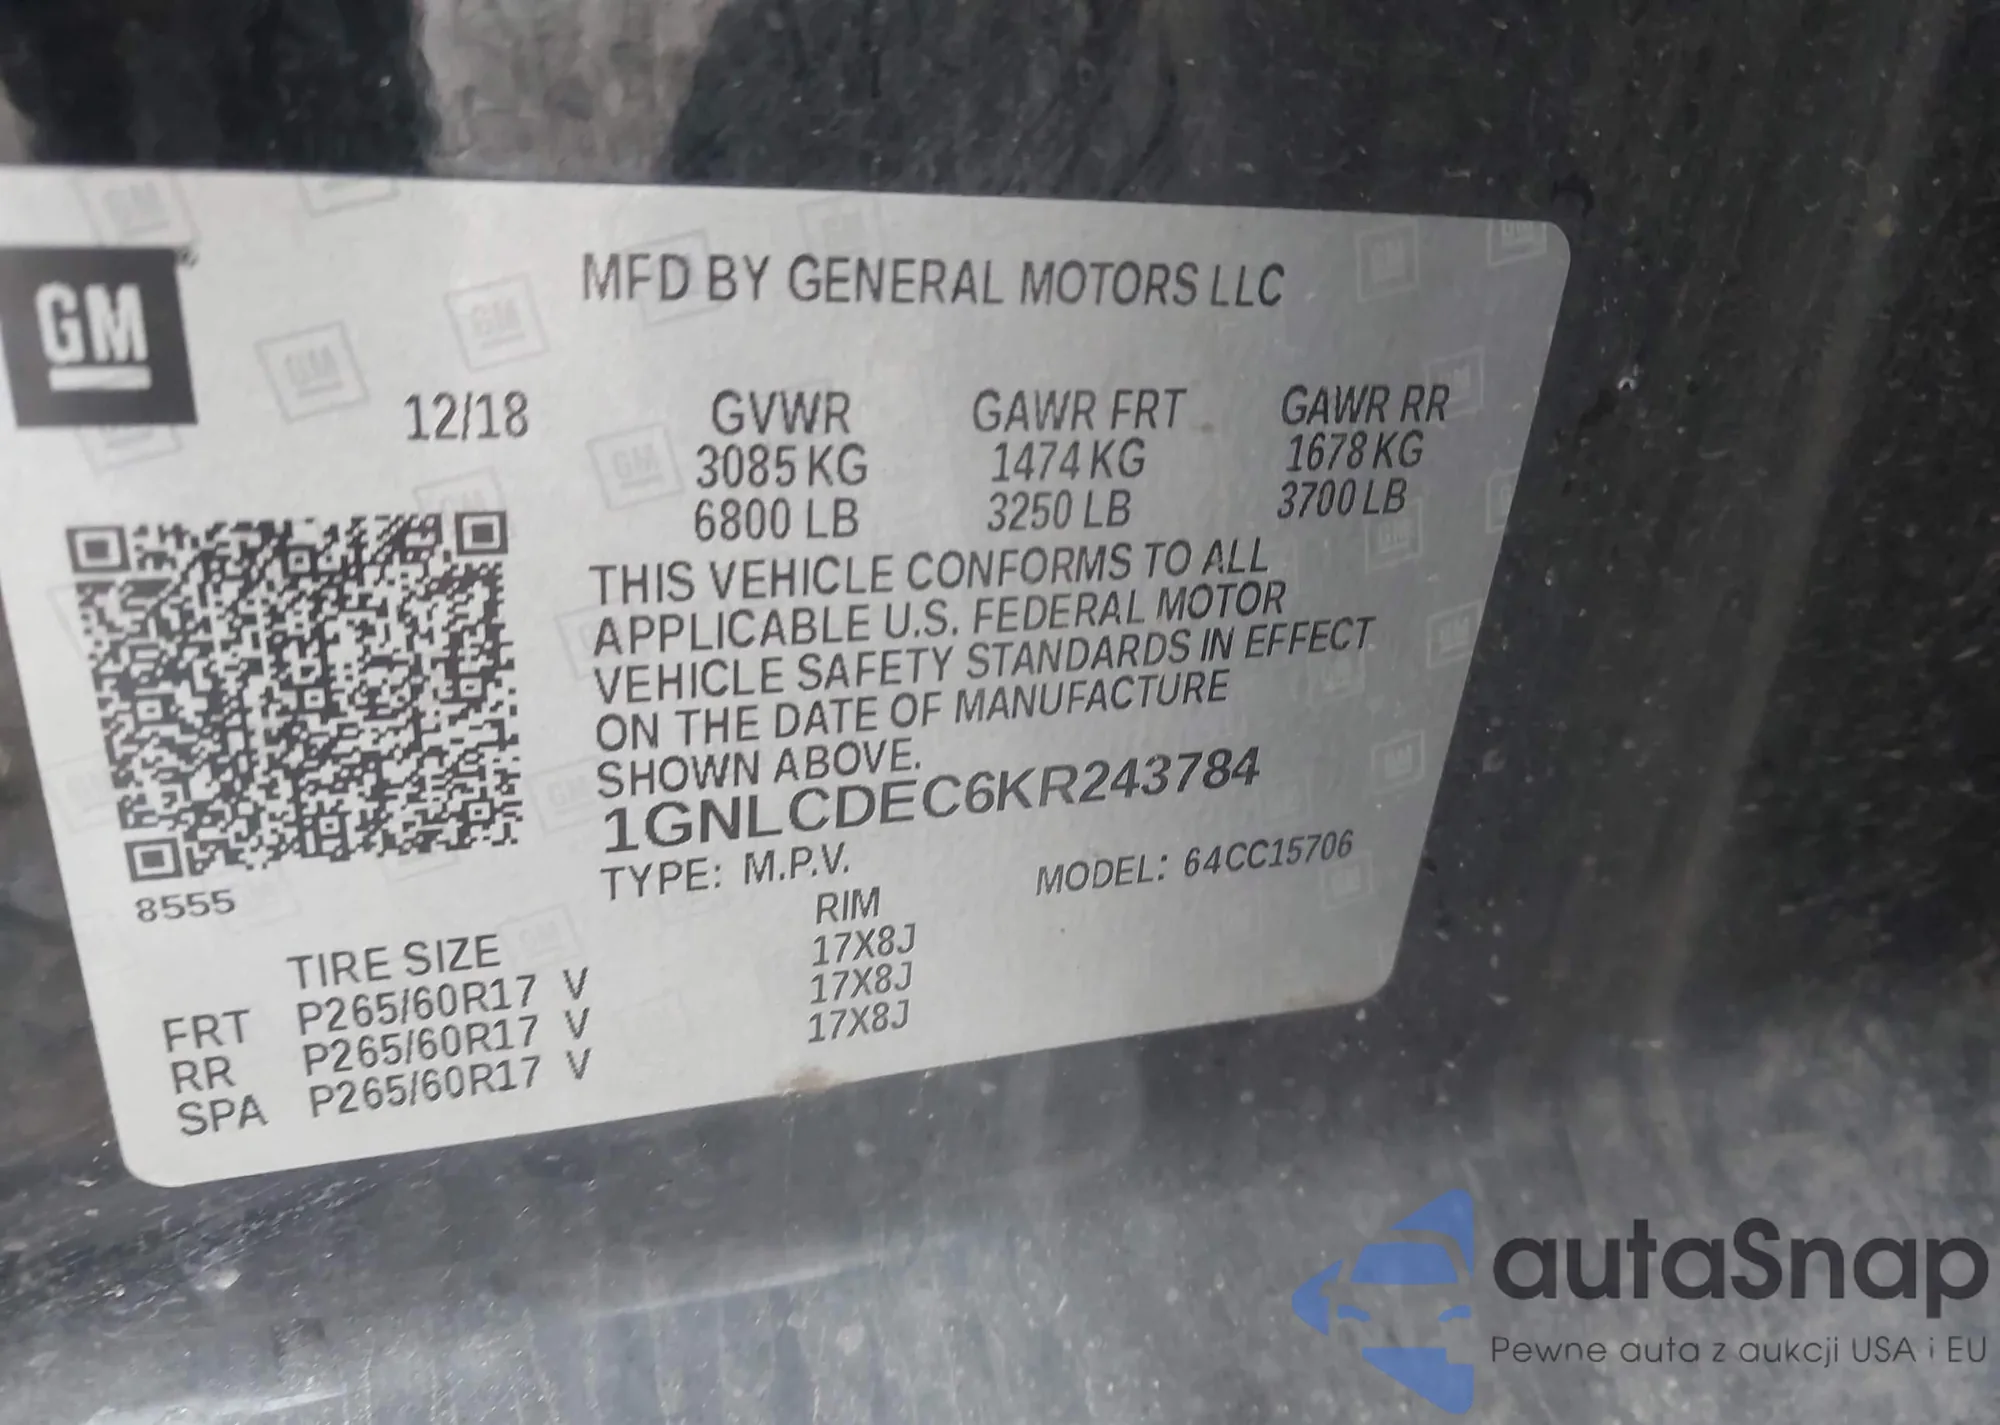 GM
MFD BY GENERAL MOTORS LLC
12/18 GVWR GAWR FRT GAWR RR
3085 KG 1474 KG 1678 KG
6800 LB 3250 LB 3700 LB
THIS VEHICLE CONFORMS TO ALL
APPLICABLE U.S. FEDERAL MOTOR
VEHICLE SAFETY STANDARDS IN EFFECT
ON THE DATE OF MANUFACTURE
SHOWN ABOVE.
1GNLCDEC6KR243784
TYPE: M.P.V. MODEL: 64CC15706
8555
TIRE SIZE RIM
FRT P265/60R17 V 17X8J
RR P265/60R17 V 17X8J
SPA P265/60R17 V 17X8J
autaSnap
Pewne auta z aukcji USA i EU